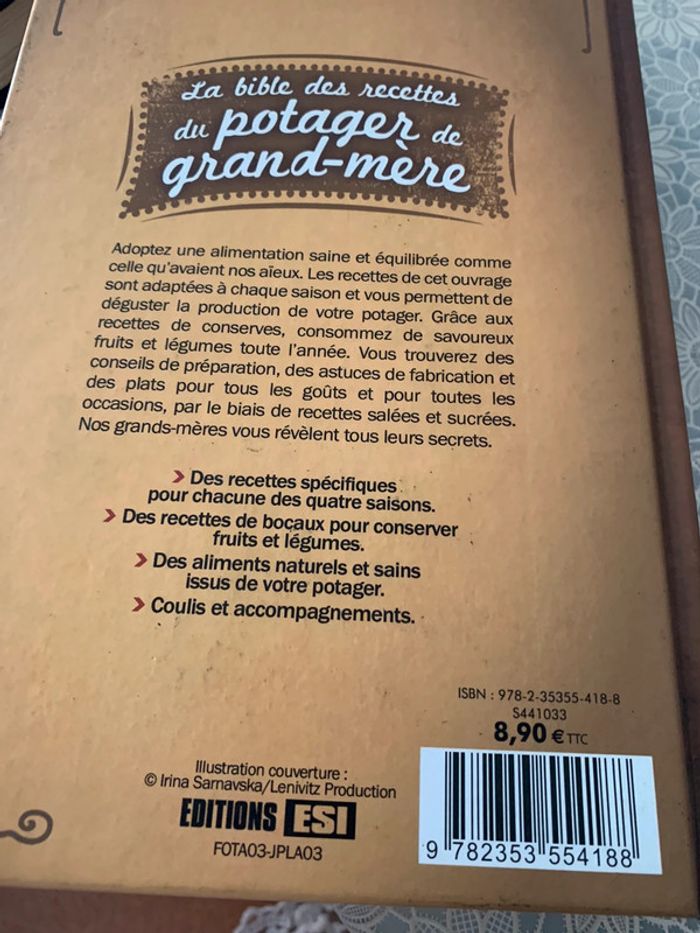 La bible des recettes
du potager de
grand-mère
Adoptez une alimentation saine et équilibrée comme
celle qu'avaient nos aïeux. Les recettes de cet ouvrage
sont adaptées à chaque saison et vous permettent de
déguster la production de votre potager. Grâce aux
recettes de conserves, consommez de savoureux
fruits et légumes toute l'année. Vous trouverez des
conseils de préparation, des astuces de fabrication et
des plats pour tous les goûts et pour toutes les
occasions, par le biais de recettes salées et sucrées.
Nos grands-mères vous révèlent tous leurs secrets.
› Des recettes spécifiques
pour chacune des quatre saisons.
› Des recettes de bocaux pour conserver
fruits et légumes.
› Des aliments naturels et sains
issus de votre potager.
› Coulis et accompagnements.
ISBN : 978-2-35355-418-8
S441033
8,90 € TTC
Illustration couverture :
© Irina Sarnavska/Lenivitz Production
EDITIONS ESI
FOTA03-JPLA03
9 782353 554188